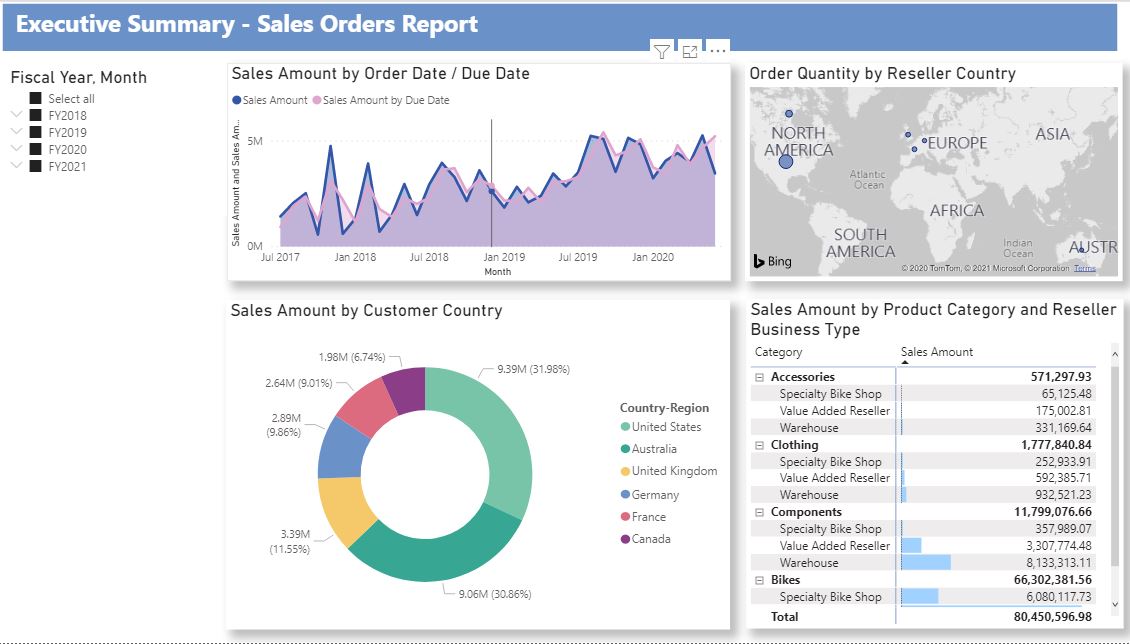 Executive Summary - Sales Orders Report
Fiscal Year, Month
Select all
FY2018
FY2019
FY2020
FY2021
Sales Amount by Order Date / Due Date
Sales Amount
Sales Amount by Due Date
Sales Amount and Sales Am...
5M
0M
Jul 2017
Jan 2018
Jul 2018
Jan 2019
Jul 2019
Jan 2020
Month
Order Quantity by Reseller Country
NORTH
AMERICA
EUROPE
ASIA
Atlantic
Ocean
AFRICA
SOUTH
AMERICA
Indian
Ocean
AUSTR
Bing
© 2020 TomTom, © 2021 Microsoft Corporation Terms
Sales Amount by Customer Country
1.98M (6.74%)
9.39M (31.98%)
2.64M (9.01%)
2.89M
(9.86%)
3.39M
(11.55%)
9.06M (30.86%)
Country-Region
United States
Australia
United Kingdom
Germany
France
Canada
Sales Amount by Product Category and Reseller
Business Type
Category Sales Amount
Accessories 571,297.93
Specialty Bike Shop 65,125.48
Value Added Reseller 175,002.81
Warehouse 331,169.64
Clothing 1,777,840.84
Specialty Bike Shop 252,933.91
Value Added Reseller 592,385.71
Warehouse 932,521.23
Components 11,799,076.66
Specialty Bike Shop 357,989.07
Value Added Reseller 3,307,774.48
Warehouse 8,133,313.11
Bikes 66,302,381.56
Specialty Bike Shop 6,080,117.73
Total 80,450,596.98